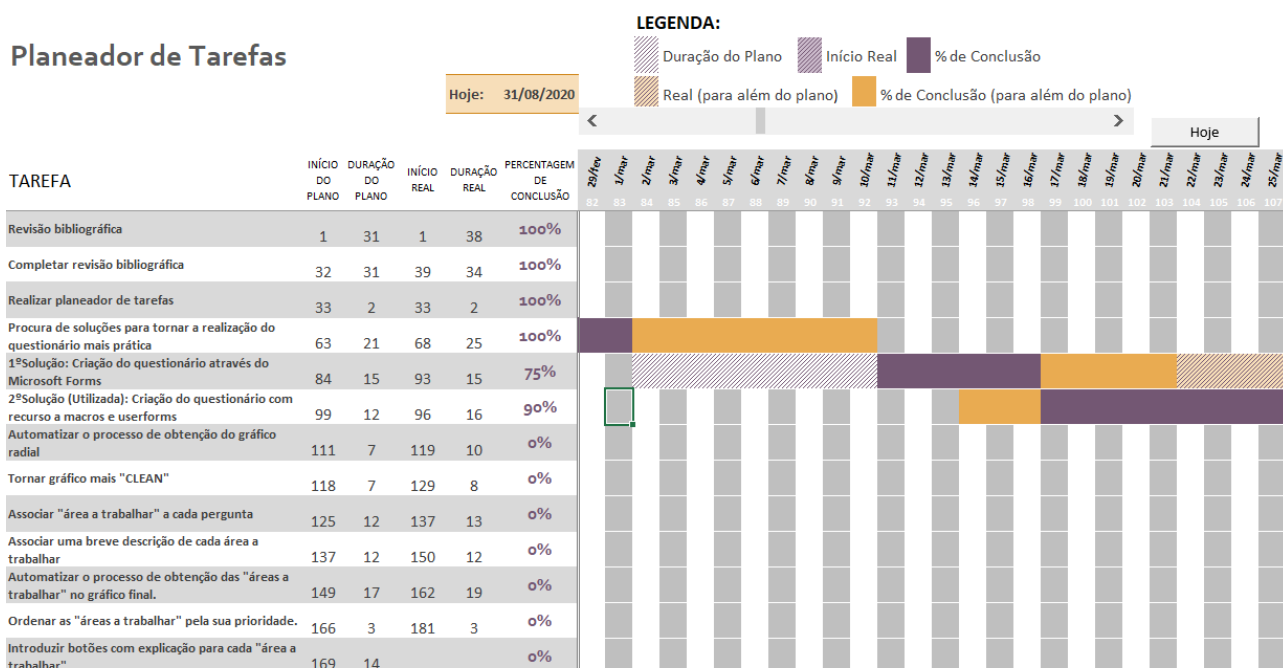 LEGENDA:
Planeador de Tarefas
Duração do Plano Início Real % de Conclusão
Hoje: 31/08/2020
Real (para além do plano) % de Conclusão (para além do plano)
Hoje
TAREFA
INÍCIO DO PLANO
DURAÇÃO DO PLANO
INÍCIO REAL
DURAÇÃO REAL
PERCENTAGEM DE CONCLUSÃO
29/fev 1/mar 2/mar 3/mar 4/mar 5/mar 6/mar 7/mar 8/mar 9/mar 10/mar 11/mar 12/mar 13/mar 14/mar 15/mar 16/mar 17/mar 18/mar 19/mar 20/mar 21/mar 22/mar 23/mar 24/mar 25/mar
82 83 84 85 86 87 88 89 90 91 92 93 94 95 96 97 98 99 100 101 102 103 104 105 106 107
Revisão bibliográfica 1 31 1 38 100%
Completar revisão bibliográfica 32 31 39 34 100%
Realizar planeador de tarefas 33 2 33 2 100%
Procura de soluções para tornar a realização do
questionário mais prática 63 21 68 25 100%
1ºSolução: Criação do questionário através do
Microsoft Forms 84 15 93 15 75%
2ºSolução (Utilizada): Criação do questionário com
recurso a macros e userforms 99 12 96 16 90%
Automatizar o processo de obtenção do gráfico
radial 111 7 119 10 0%
Tornar gráfico mais "CLEAN" 118 7 129 8 0%
Associar "área a trabalhar" a cada pergunta 125 12 137 13 0%
Associar uma breve descrição de cada área a
trabalhar 137 12 150 12 0%
Automatizar o processo de obtenção das "áreas a
trabalhar" no gráfico final. 149 17 162 19 0%
Ordenar as "áreas a trabalhar" pela sua prioridade. 166 3 181 3 0%
Introduzir botões com explicação para cada "área a
trabalhar" 169 14 0%